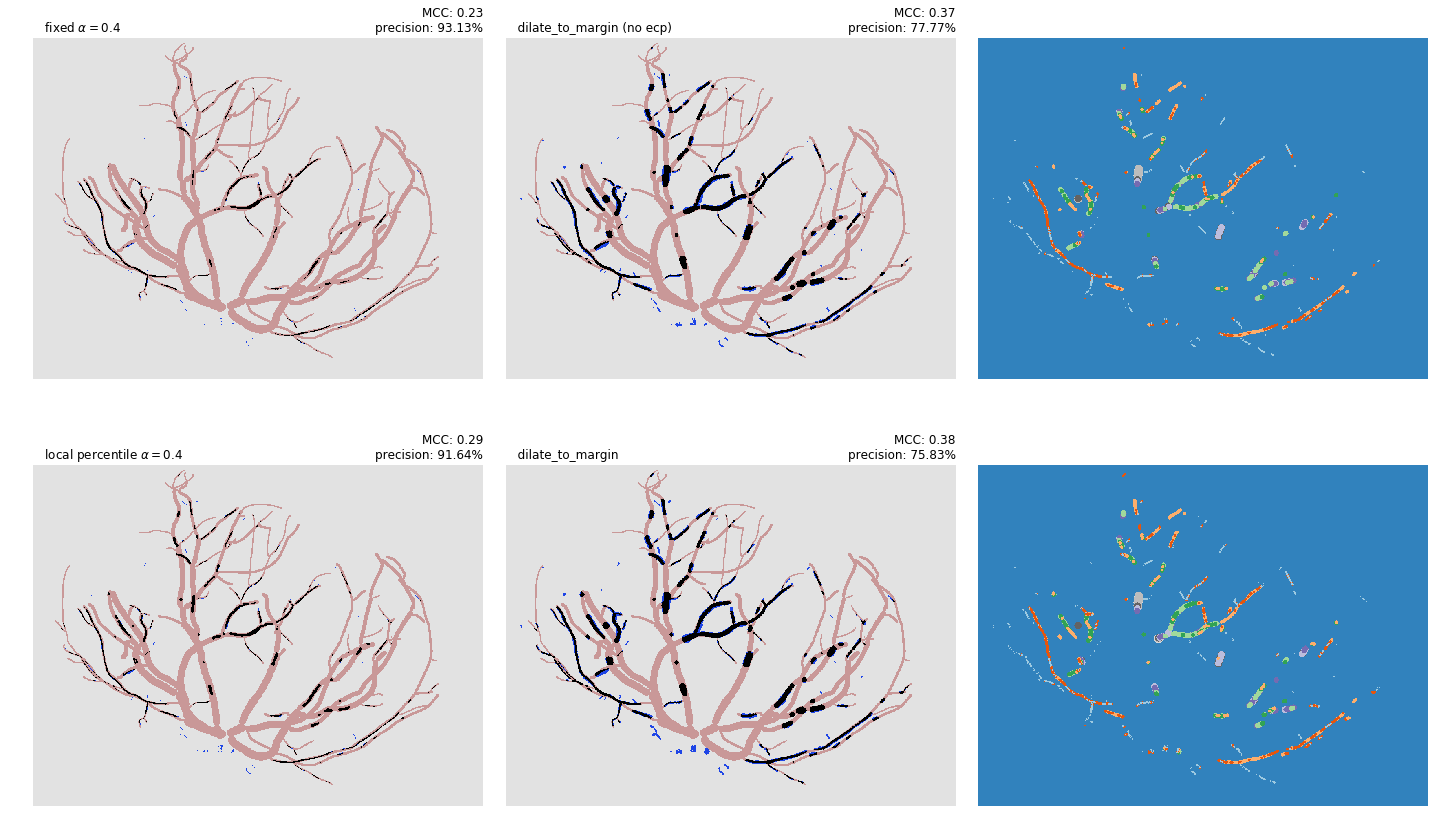 MCC: 0.23
fixed α = 0.4 precision: 93.13%
MCC: 0.37
dilate_to_margin (no ecp) precision: 77.77%
MCC: 0.29
local percentile α = 0.4 precision: 91.64%
MCC: 0.38
dilate_to_margin precision: 75.83%